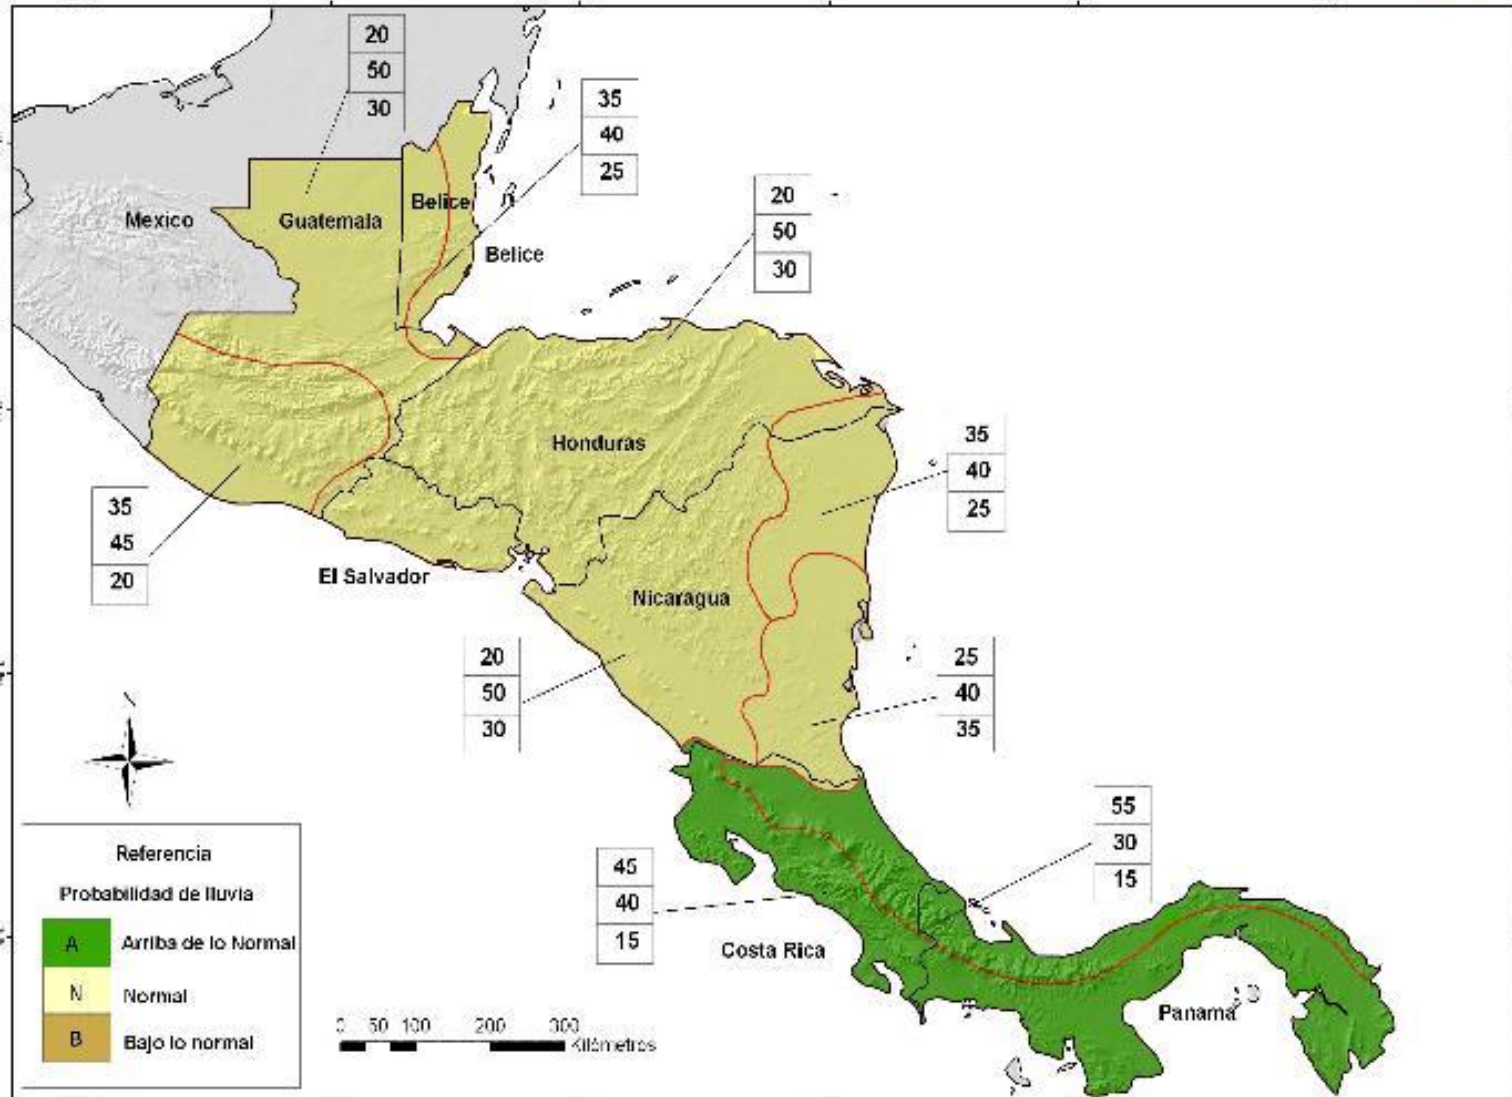 20
50
30
35
40
25
20
50
30
Mexico
Guatemala
Belice
Belice
Honduras
35
40
25
35
45
20
El Salvador
Nicaragua
20
50
30
25
40
35
55
30
15
45
40
15
Costa Rica
Panama
Referencia
Probabilidad de lluvia
A Arriba de lo Normal
N Normal
B Bajo lo normal
0 50 100 200 300
Kilómetros